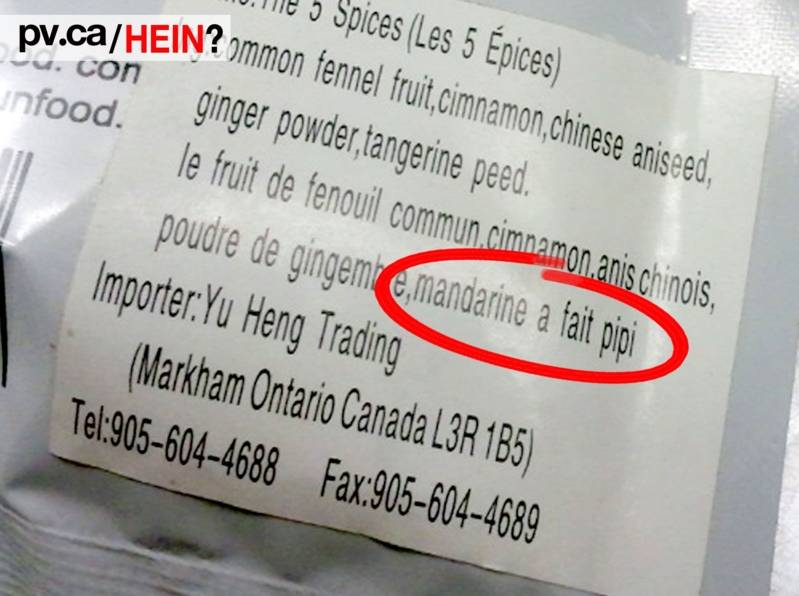 pv.ca/HEIN?
The 5 Spices (Les 5 Épices)
common fennel fruit,cimnamon,chinese aniseed,
ginger powder,tangerine peed.
le fruit de fenouil commun,cimnamon,anis chinois,
poudre de gingembre,mandarine a fait pipi
Importer:Yu Heng Trading
(Markham Ontario Canada L3R 1B5)
Tel:905-604-4688 Fax:905-604-4689
con
unfood.